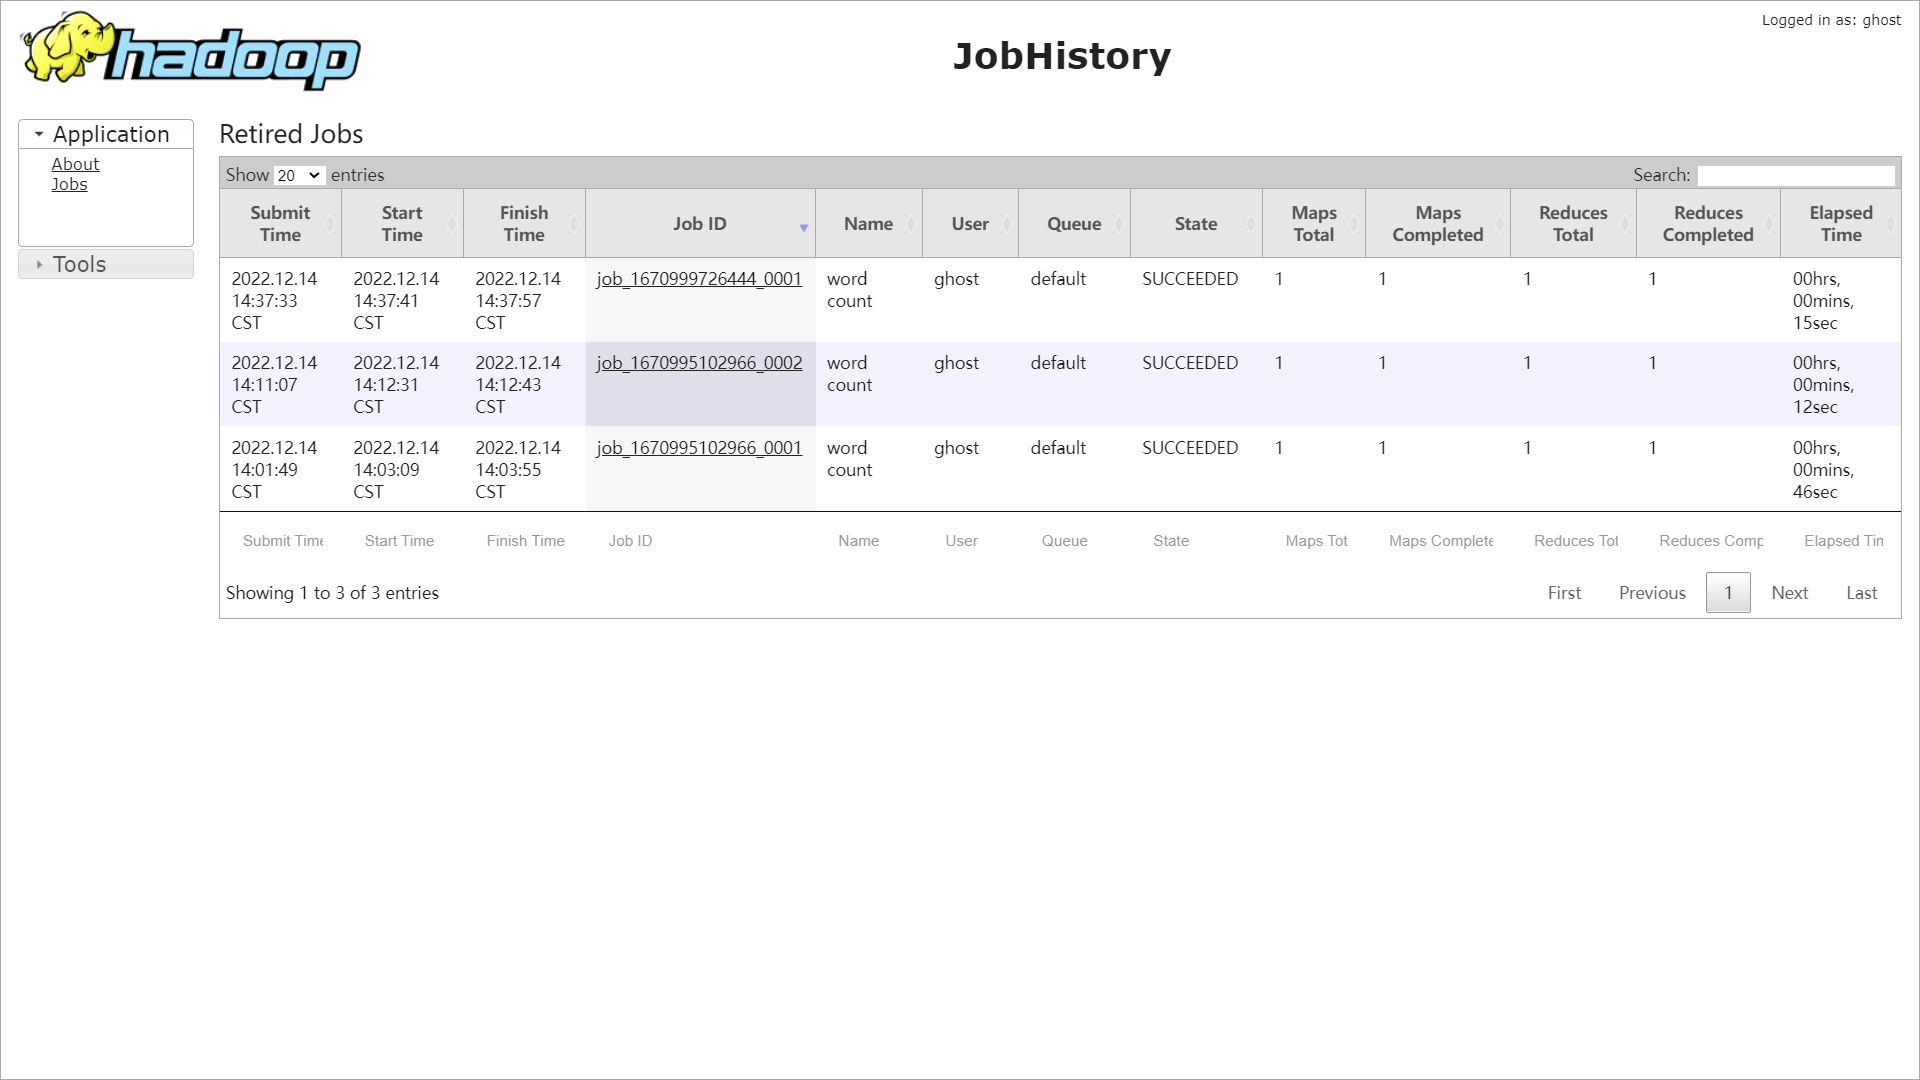 hadoop
Logged in as: ghost
JobHistory
Application
About
Jobs
Tools
Retired Jobs
Show 20 entries
Search:
Submit Time Start Time Finish Time Job ID Name User Queue State Maps Total Maps Completed Reduces Total Reduces Completed Elapsed Time
2022.12.14 14:37:33 CST 2022.12.14 14:37:41 CST 2022.12.14 14:37:57 CST job_1670999726444_0001 word count ghost default SUCCEEDED 1 1 1 1 00hrs, 00mins, 15sec
2022.12.14 14:11:07 CST 2022.12.14 14:12:31 CST 2022.12.14 14:12:43 CST job_1670995102966_0002 word count ghost default SUCCEEDED 1 1 1 1 00hrs, 00mins, 12sec
2022.12.14 14:01:49 CST 2022.12.14 14:03:09 CST 2022.12.14 14:03:55 CST job_1670995102966_0001 word count ghost default SUCCEEDED 1 1 1 1 00hrs, 00mins, 46sec
Submit Time Start Time Finish Time Job ID Name User Queue State Maps Tot Maps Complete Reduces Tot Reduces Comp Elapsed Tin
Showing 1 to 3 of 3 entries
First Previous 1 Next Last